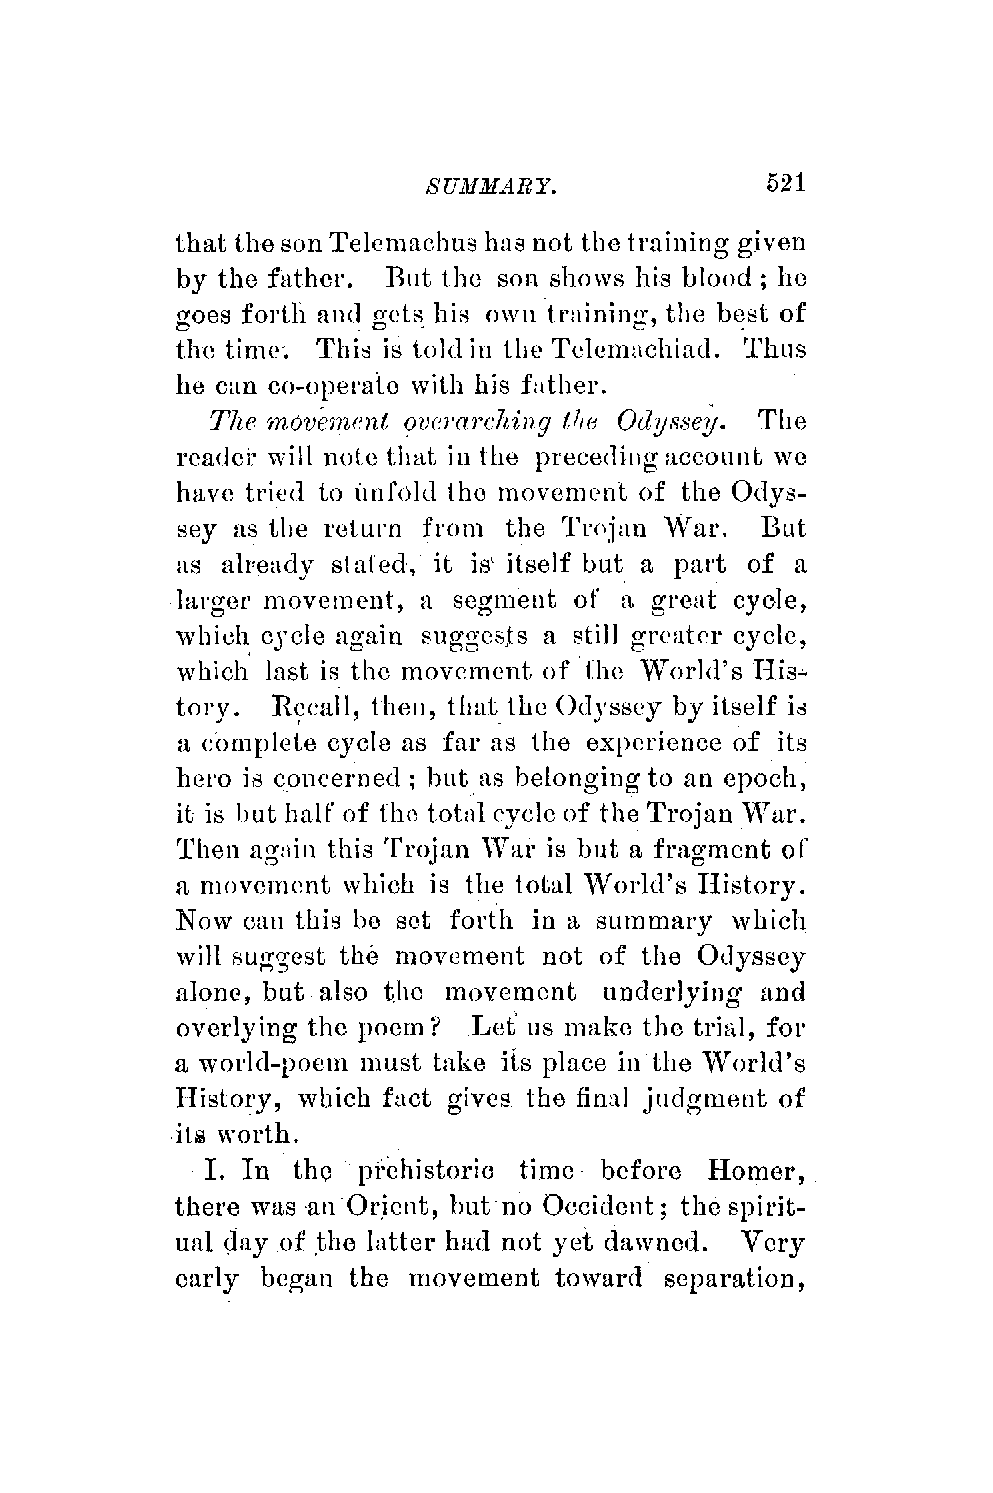 SUMMARY. 521
that the son Telemachus has not the training given
by the father. But the son shows his blood; he
goes forth and gets his own training, the best of
the time. This is told in the Telemachiad. Thus
he can co-operate with his father.
The movement overarching the Odyssey. The
reader will note that in the preceding account we
have tried to unfold the movement of the Odys-
sey as the return from the Trojan War. But
as already stated, it is itself but a part of a
larger movement, a segment of a great cycle,
which cycle again suggests a still greater cycle,
which last is the movement of the World's His-
tory. Recall, then, that the Odyssey by itself is
a complete cycle as far as the experience of its
hero is concerned; but as belonging to an epoch,
it is but half of the total cycle of the Trojan War.
Then again this Trojan War is but a fragment of
a movement which is the total World's History.
Now can this be set forth in a summary which
will suggest the movement not of the Odyssey
alone, but also the movement underlying and
overlying the poem? Let us make the trial, for
a world-poem must take its place in the World's
History, which fact gives the final judgment of
its worth.
I. In the prehistoric time before Homer,
there was an Orient, but no Occident; the spirit-
ual day of the latter had not yet dawned. Very
early began the movement toward separation,